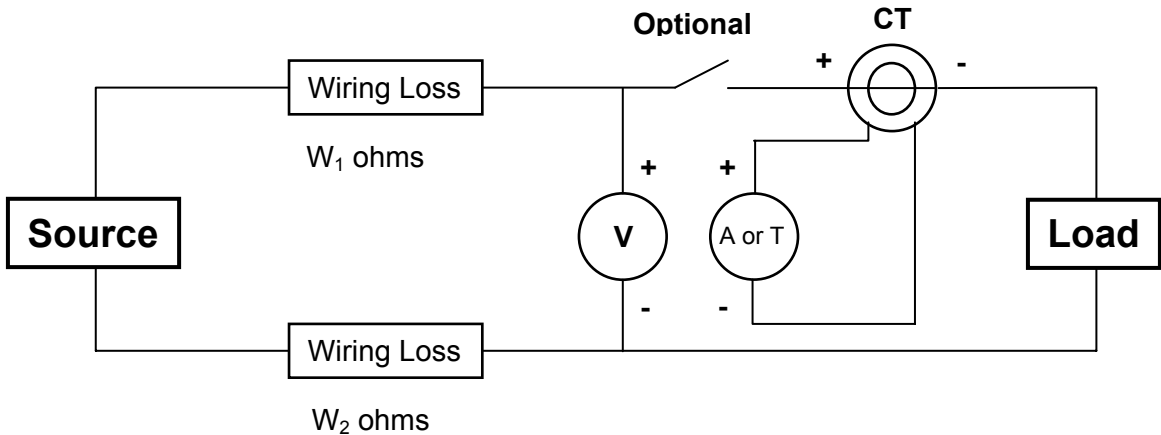 Optional
CT
+ -
Wiring Loss
W₁ ohms
+ +
Source
V
A or T
Load
- -
Wiring Loss
W₂ ohms